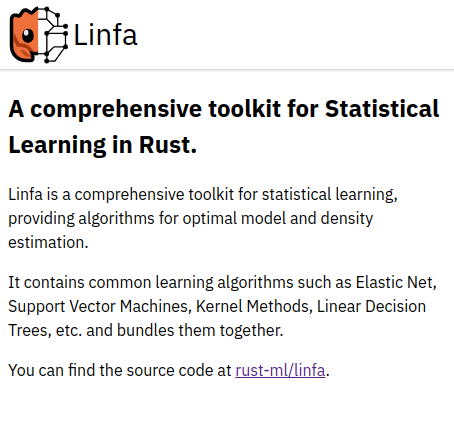 Linfa
A comprehensive toolkit for Statistical
Learning in Rust.
Linfa is a comprehensive toolkit for statistical learning,
providing algorithms for optimal model and density
estimation.
It contains common learning algorithms such as Elastic Net,
Support Vector Machines, Kernel Methods, Linear Decision
Trees, etc. and bundles them together.
You can find the source code at rust-ml/linfa.